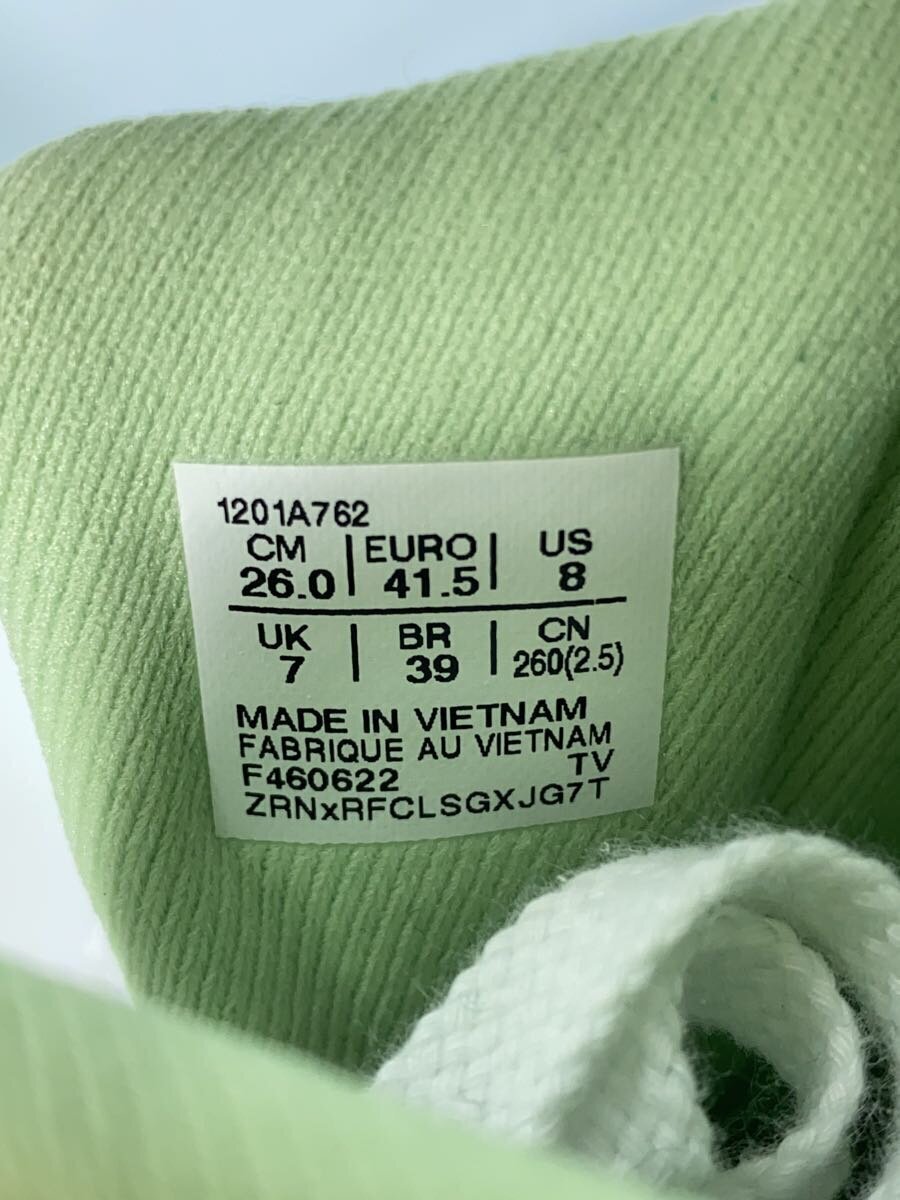 1201A762
CM | EURO | US
26.0 | 41.5 | 8
UK | BR | CN
7 | 39 | 260(2.5)
MADE IN VIETNAM
FABRIQUE AU VIETNAM
F460622 TV
ZRNxRFCLSGXJG7T